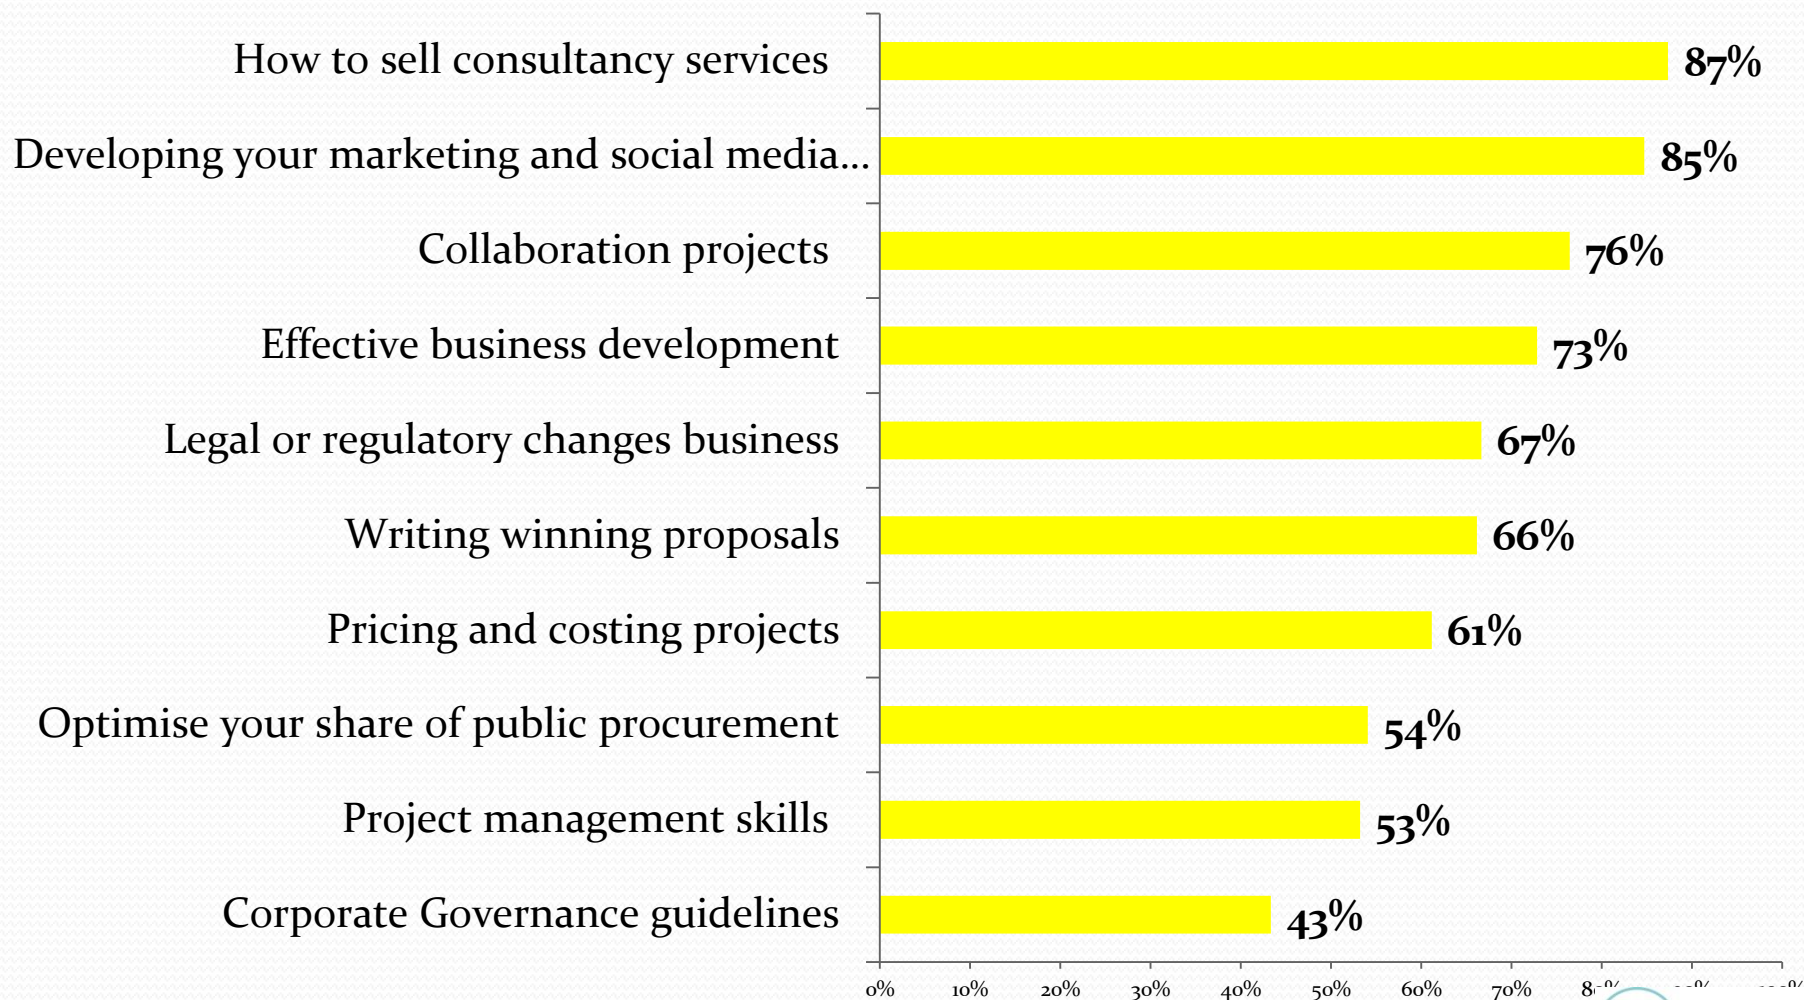 How to sell consultancy services 87%
Developing your marketing and social media... 85%
Collaboration projects 76%
Effective business development 73%
Legal or regulatory changes business 67%
Writing winning proposals 66%
Pricing and costing projects 61%
Optimise your share of public procurement 54%
Project management skills 53%
Corporate Governance guidelines 43%
0% 10% 20% 30% 40% 50% 60% 70%